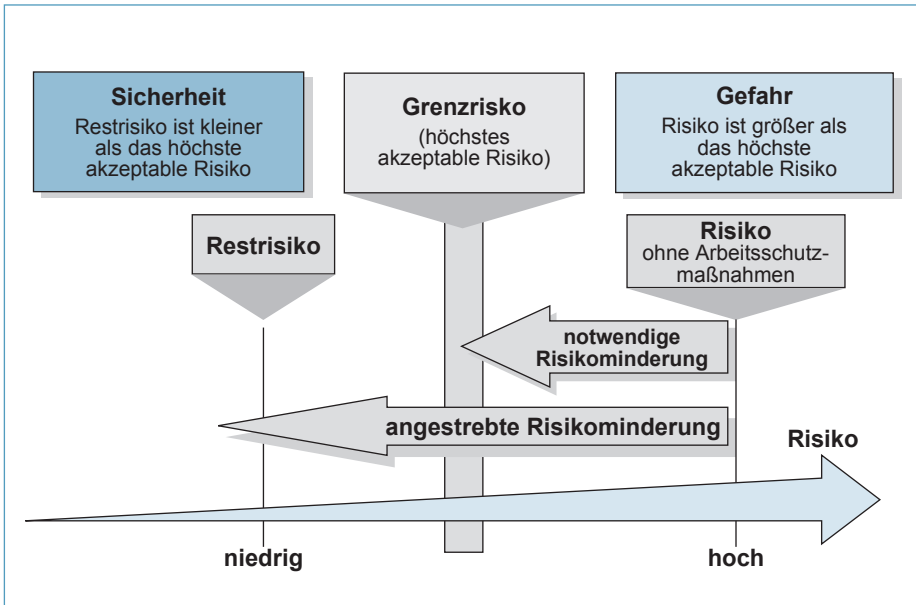 Sicherheit
Restrisiko ist kleiner
als das höchste
akzeptable Risiko
Grenzrisko
(höchstes
akzeptable Risiko)
Gefahr
Risiko ist größer als
das höchste
akzeptable Risiko
Restrisiko
Risiko
ohne Arbeitsschutz-
maßnahmen
notwendige
Risikominderung
angestrebte Risikominderung
Risiko
niedrig
hoch